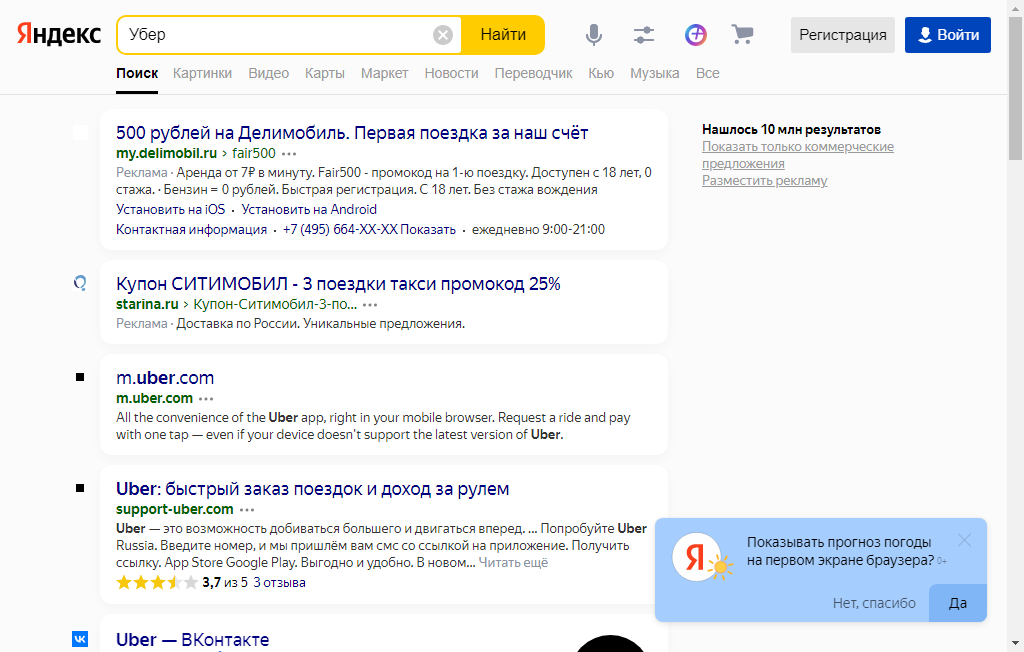 Яндекс
Убер
Найти
Регистрация
Войти
Поиск Картинки Видео Карты Маркет Новости Переводчик Кью Музыка Все
500 рублей на Делимобиль. Первая поездка за наш счёт
my.delimobil.ru › fair500
Реклама · Аренда от 7₽ в минуту. Fair500 - промокод на 1-ю поездку. Доступен с 18 лет, 0
стажа. · Бензин = 0 рублей. Быстрая регистрация. С 18 лет. Без стажа вождения
Установить на iOS · Установить на Android
Контактная информация · +7 (495) 664-XX-XX Показать · ежедневно 9:00-21:00
Нашлось 10 млн результатов
Показать только коммерческие
предложения
Разместить рекламу
Купон СИТИМОБИЛ - 3 поездки такси промокод 25%
starina.ru › Купон-Ситимобил-3-по...
Реклама · Доставка по России. Уникальные предложения.
m.uber.com
m.uber.com
All the convenience of the Uber app, right in your mobile browser. Request a ride and pay
with one tap — even if your device doesn't support the latest version of Uber.
Uber: быстрый заказ поездок и доход за рулем
support-uber.com
Uber — это возможность добиваться большего и двигаться вперед. ... Попробуйте Uber
Russia. Введите номер, и мы пришлём вам смс со ссылкой на приложение. Получить
ссылку. App Store Google Play. Выгодно и удобно. В новом... Читать ещё
3,7 из 5 3 отзыва
Uber — ВКонтакте
Я
Показывать прогноз погоды
на первом экране браузера? 0+
Нет, спасибо
Да